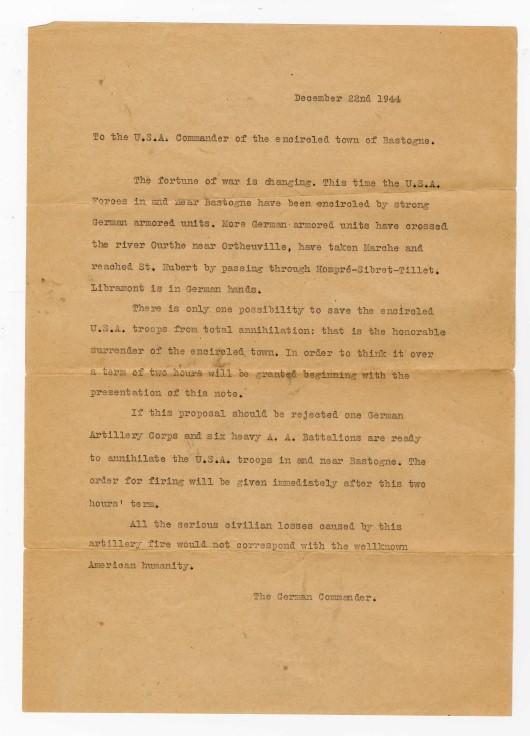 December 22nd 1944
To the U.S.A. Commander of the encircled town of Bastogne.
The fortune of war is changing. This time the U.S.A.
Forces in and near Bastogne have been encircled by strong
German armored units. More German armored units have crossed
the river Ourthe near Ortheuville, have taken Marche and
reached St. Hubert by passing through Hompré-Sibret-Tillet.
Libramont is in German hands.
There is only one possibility to save the encircled
U.S.A. troops from total annihilation: that is the honorable
surrender of the encircled town. In order to think it over
a term of two hours will be granted beginning with the
presentation of this note.
If this proposal should be rejected one German
Artillery Corps and six heavy A. A. Battalions are ready
to annihilate the U.S.A. troops in and near Bastogne. The
order for firing will be given immediately after this two
hours' term.
All the serious civilian losses caused by this
artillery fire would not correspond with the wellknown
American humanity.
The German Commander.